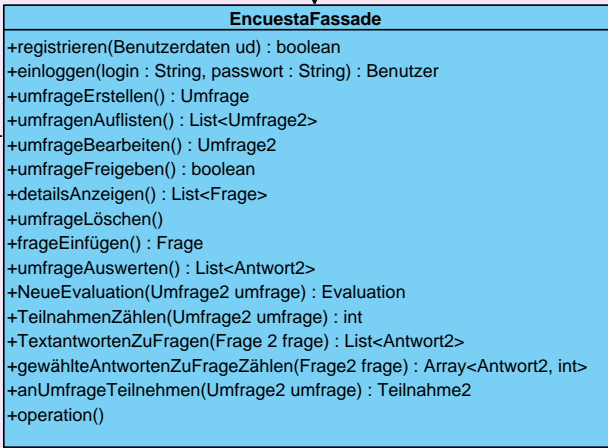 EncuestaFassade
+registrieren(Benutzerdaten ud) : boolean
+einloggen(login : String, passwort : String) : Benutzer
+umfrageErstellen() : Umfrage
+umfragenAuflisten() : List<Umfrage2>
+umfrageBearbeiten() : Umfrage2
+umfrageFreigeben() : boolean
+detailsAnzeigen() : List<Frage>
+umfrageLöschen()
+frageEinfügen() : Frage
+umfrageAuswerten() : List<Antwort2>
+NeueEvaluation(Umfrage2 umfrage) : Evaluation
+TeilnahmenZählen(Umfrage2 umfrage) : int
+TextantwortenZuFragen(Frage 2 frage) : List<Antwort2>
+gewählteAntwortenZuFrageZählen(Frage2 frage) : Array<Antwort2, int>
+anUmfrageTeilnehmen(Umfrage2 umfrage) : Teilnahme2
+operation()